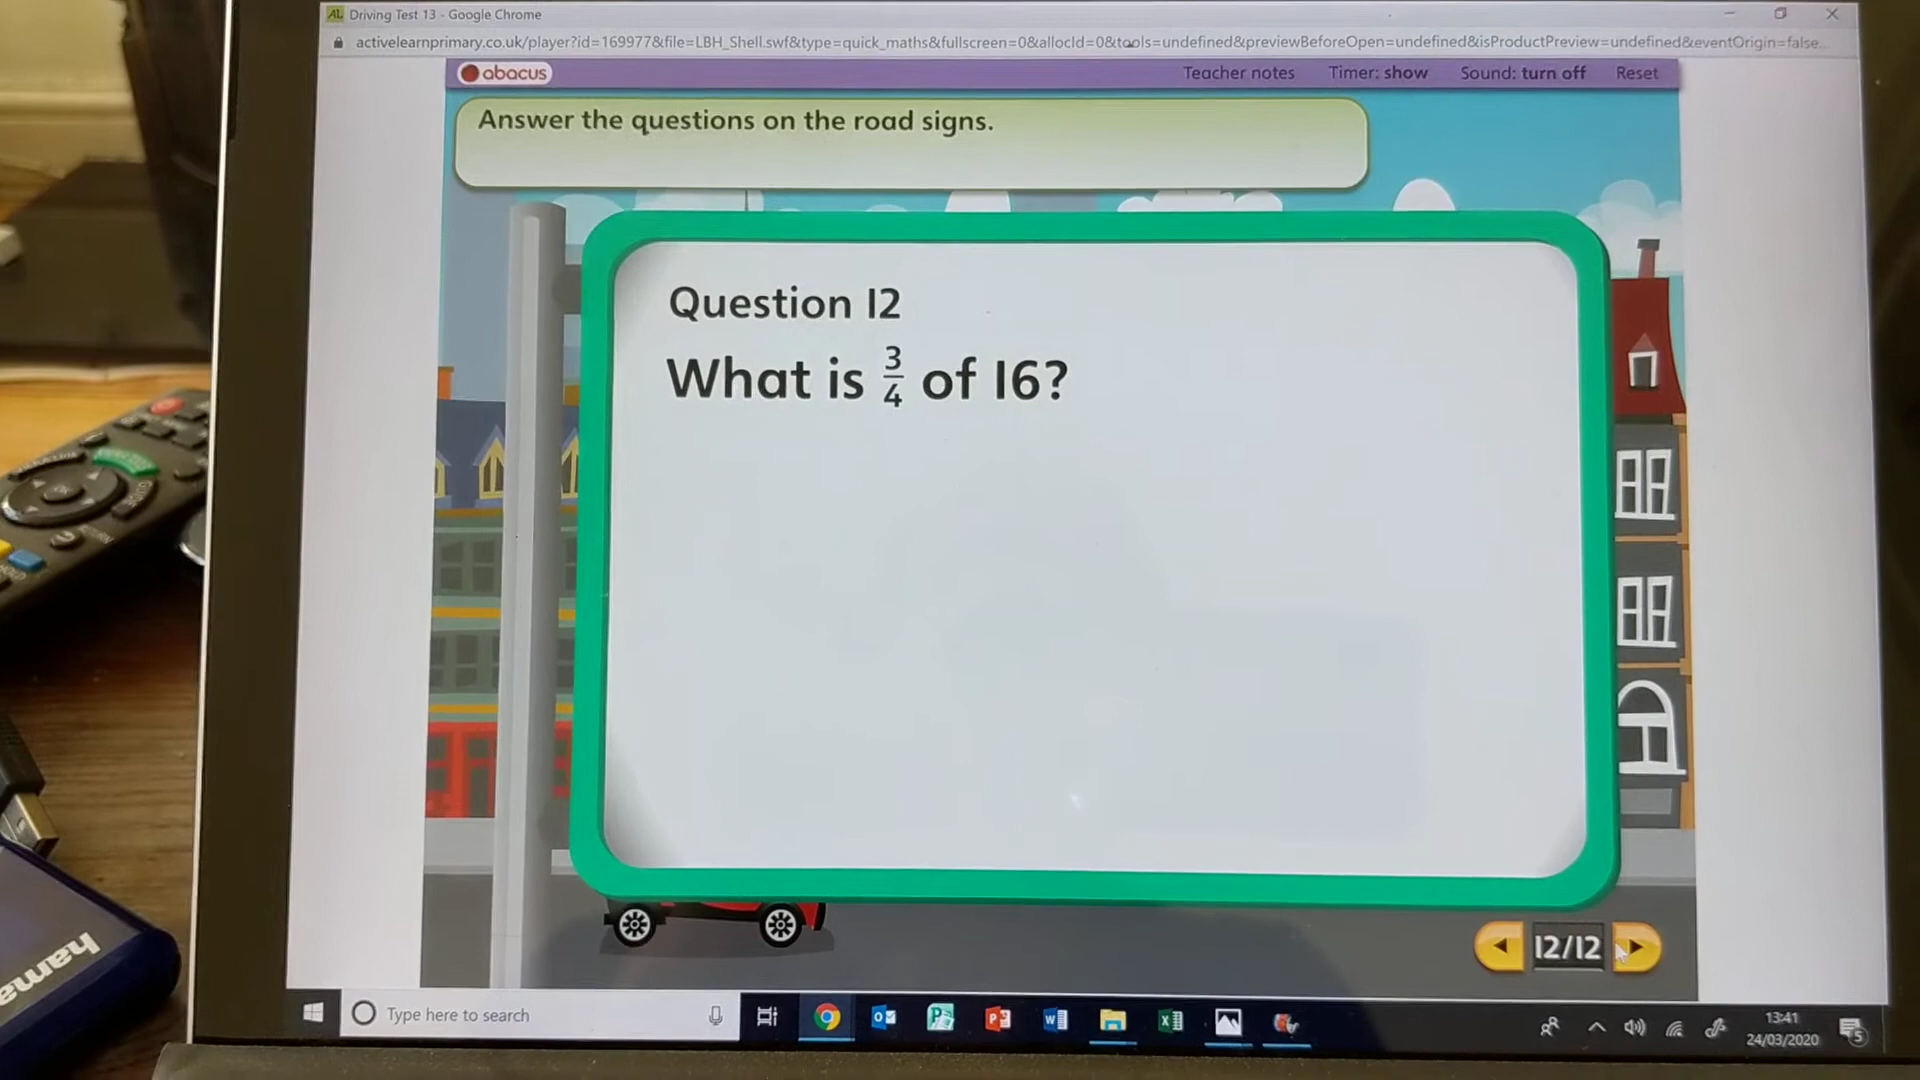 Driving Test 13 - Google Chrome
activelearnprimary.co.uk/player?id=169977&file=LBH_Shell.swf&type=quick_maths&fullscreen=0&allocId=0&tools=undefined&previewBeforeOpen=undefined&isProductPreview=undefined&eventOrigin=false...
abacus
Teacher notes Timer: show Sound: turn off Reset
Answer the questions on the road signs.
Question 12
What is 3/4 of 16?
GUIDE
OK
hama
12/12
Type here to search
13:41
24/03/2020
5